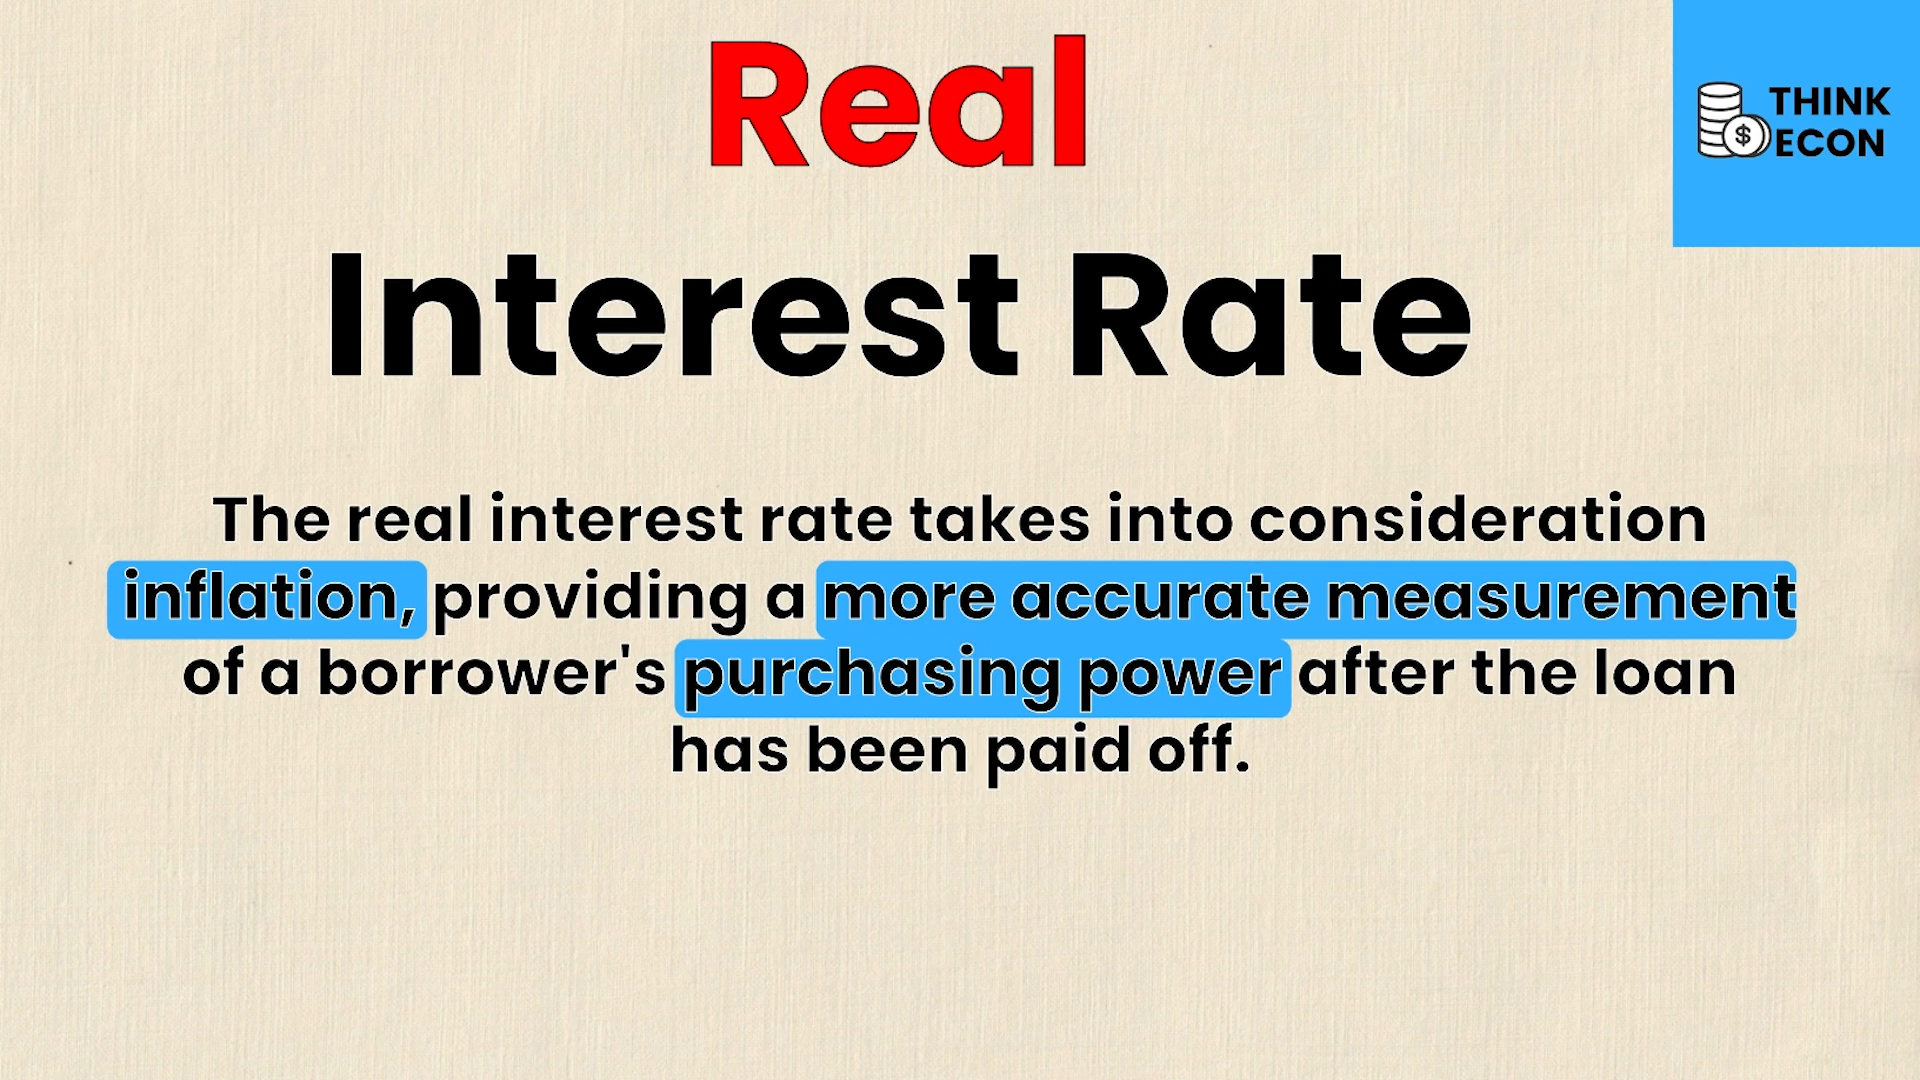 Real
THINK
ECON
$
Interest Rate
The real interest rate takes into consideration
inflation, providing a more accurate measurement
of a borrower's purchasing power after the loan
has been paid off.